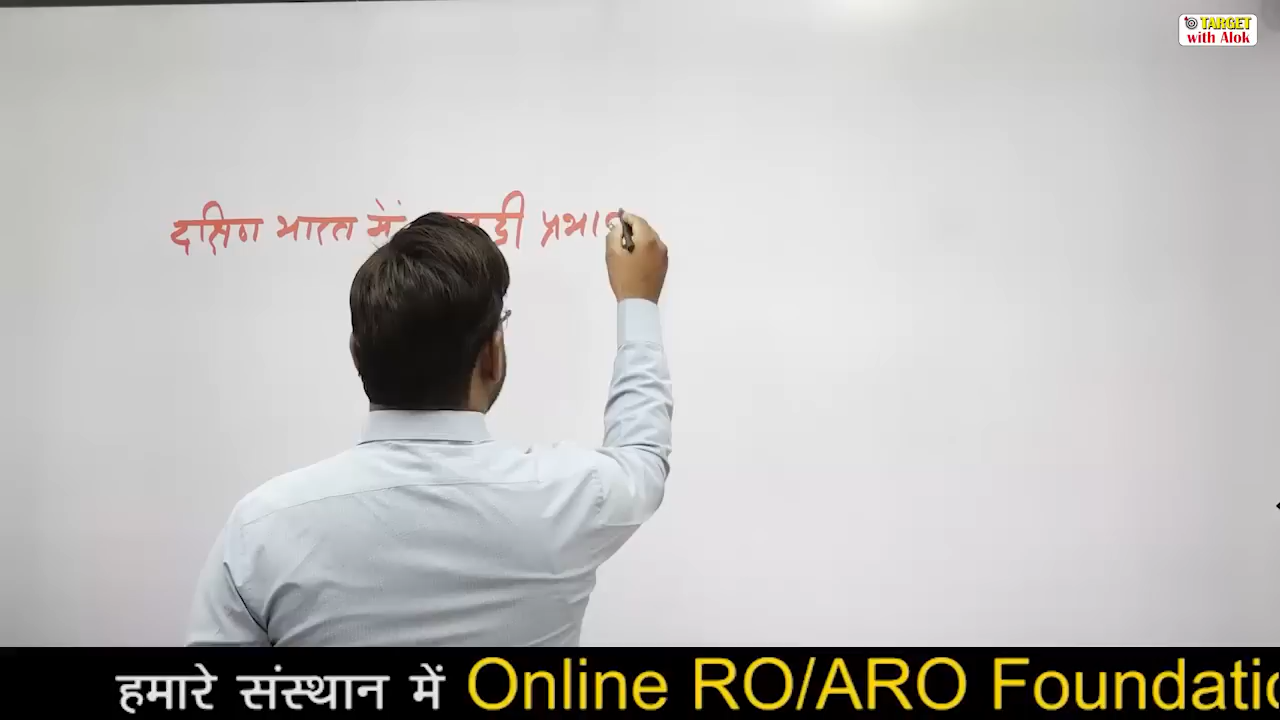 TARGET
with Alok
दक्षिण भारत में
हमारे संस्थान में Online RO/ARO Foundatio